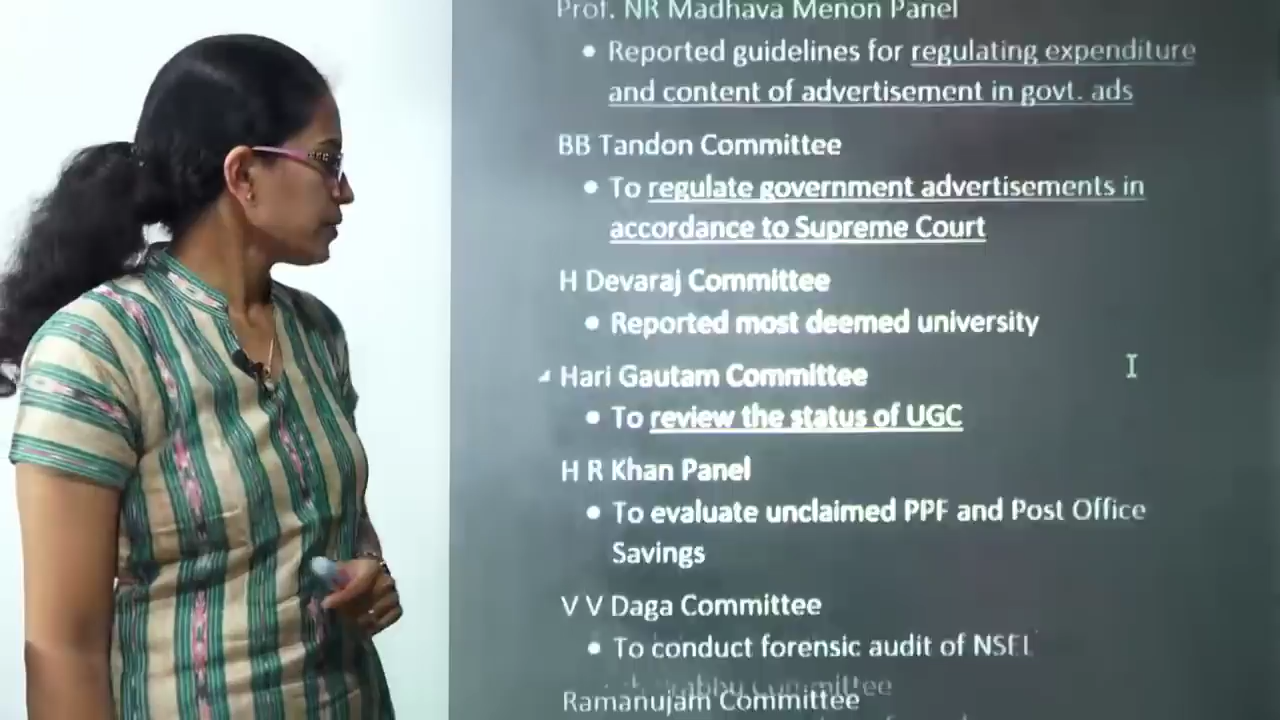 Prof. NR Madhava Menon Panel
• Reported guidelines for regulating expenditure
and content of advertisement in govt. ads
BB Tandon Committee
• To regulate government advertisements in
accordance to Supreme Court
H Devaraj Committee
• Reported most deemed university
Hari Gautam Committee
• To review the status of UGC
H R Khan Panel
• To evaluate unclaimed PPF and Post Office
Savings
V V Daga Committee
• To conduct forensic audit of NSEL
Ramanujam Committee